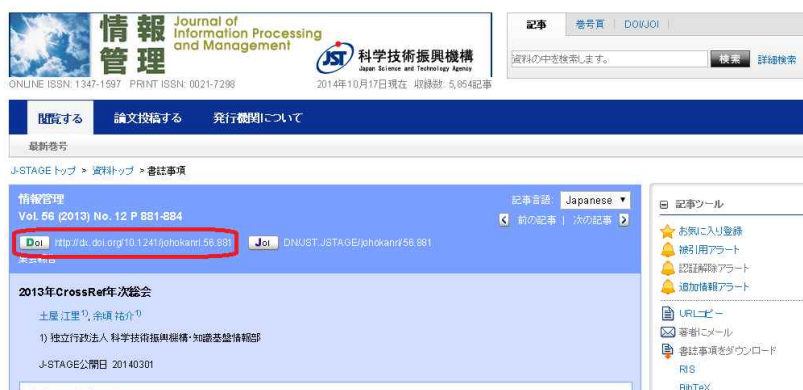 情報管理
Journal of
Information Processing
and Management
JST 科学技術振興機構
Japan Science and Technology Agency
ONLINE ISSN: 1347-1597 PRINT ISSN: 0021-7298
2014年10月17日現在 収録数: 5,854記事
記事 巻号頁 DOI/JOI
資料の中を検索します。 検索 詳細検索
閲覧する 論文投稿する 発行機関について
最新巻号
J-STAGEトップ > 資料トップ > 書誌事項
情報管理
Vol. 56 (2013) No. 12 P 881-884
記事言語: Japanese
前の記事 | 次の記事
DOI http://dx.doi.org/10.1241/johokanri.56.881 JOI DN/JST.JSTAGE/johokanri/56.881
集会報告
2013年CrossRef年次総会
土屋 江里1), 余頃 祐介1)
1) 独立行政法人 科学技術振興機構・知識基盤情報部
J-STAGE公開日 20140301
記事ツール
お気に入り登録
被引用アラート
認証解除アラート
追加情報アラート
URLコピー
著者にメール
書誌事項をダウンロード
RIS
BibTeX